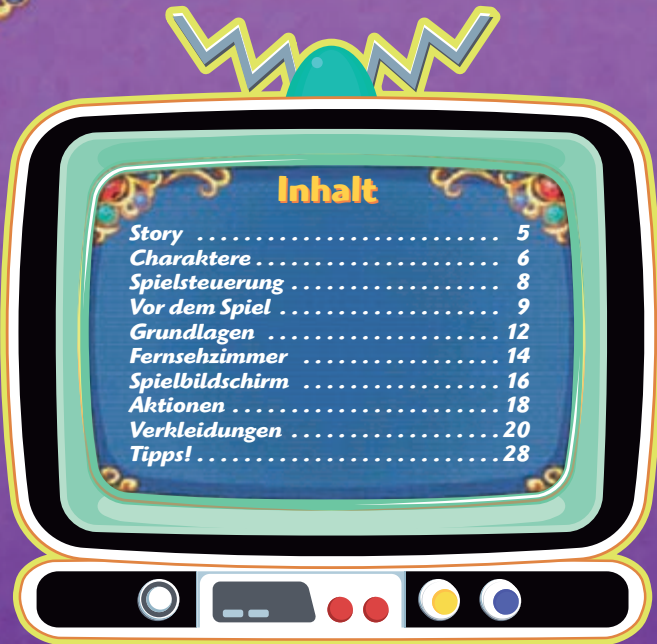 Inhalt
Story ......................... 5
Charaktere .................... 6
Spielsteuerung ................. 8
Vor dem Spiel .................. 9
Grundlagen .................... 12
Fernsehzimmer ................. 14
Spielbildschirm ................ 16
Aktionen ...................... 18
Verkleidungen .................. 20
Tipps! ......................... 28